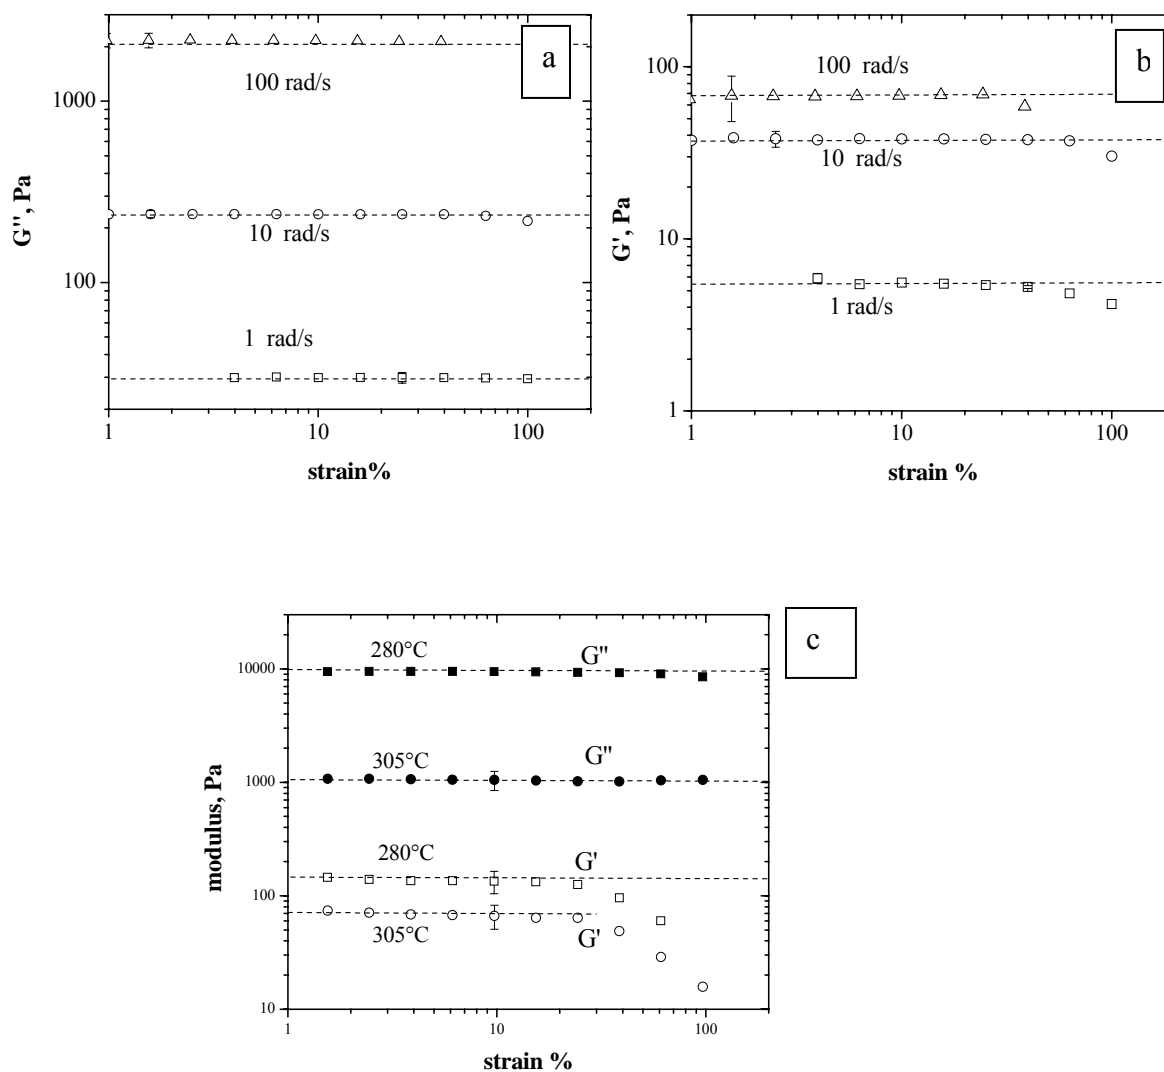 a
100 rad/s
1000
G'', Pa
10 rad/s
100
1 rad/s
1 10 100
strain%
b
100
100 rad/s
10 rad/s
G', Pa
10
1 rad/s
1
1 10 100
strain %
c
280°C G''
10000
305°C G''
1000
modulus, Pa
280°C G'
100
305°C G'
10
1 10 100
strain %